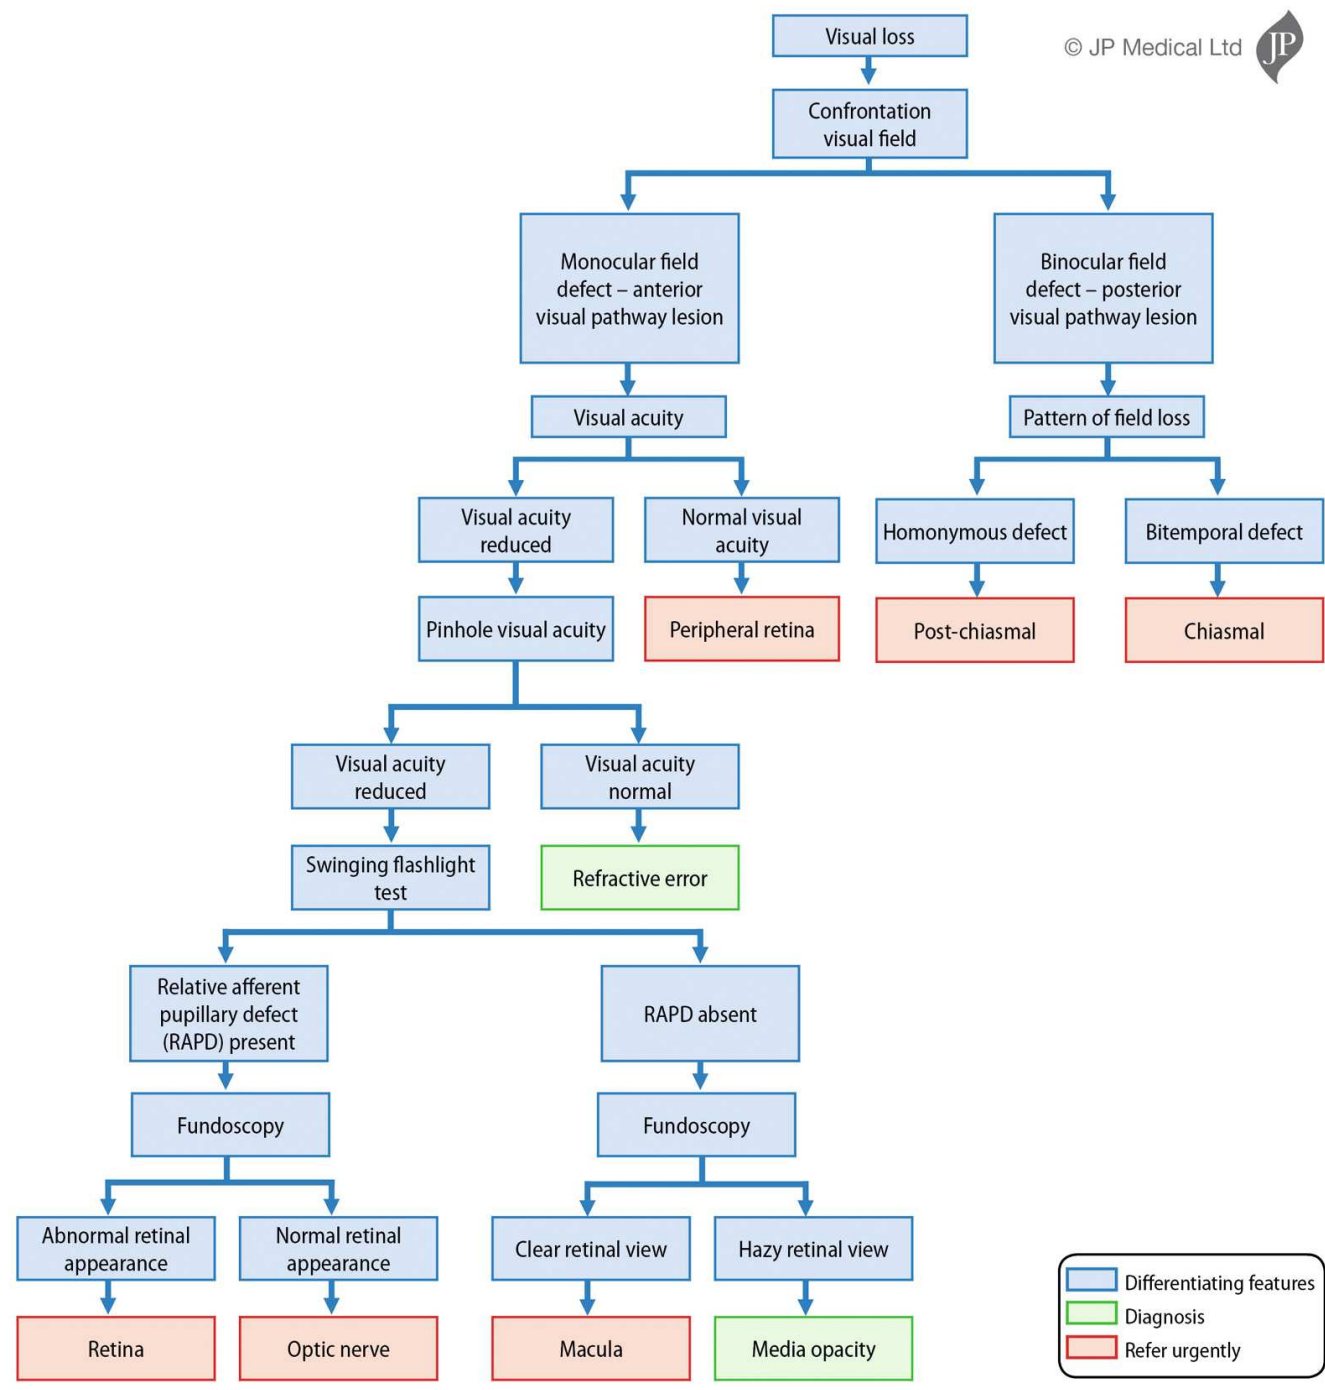 Visual loss
© JP Medical Ltd
JP
Confrontation
visual field
Monocular field
defect – anterior
visual pathway lesion
Binocular field
defect – posterior
visual pathway lesion
Visual acuity
Pattern of field loss
Visual acuity
reduced
Normal visual
acuity
Homonymous defect
Bitemporal defect
Pinhole visual acuity
Peripheral retina
Post-chiasmal
Chiasmal
Visual acuity
reduced
Visual acuity
normal
Swinging flashlight
test
Refractive error
Relative afferent
pupillary defect
(RAPD) present
RAPD absent
Fundoscopy
Fundoscopy
Abnormal retinal
appearance
Normal retinal
appearance
Clear retinal view
Hazy retinal view
Retina
Optic nerve
Macula
Media opacity
Differentiating features
Diagnosis
Refer urgently